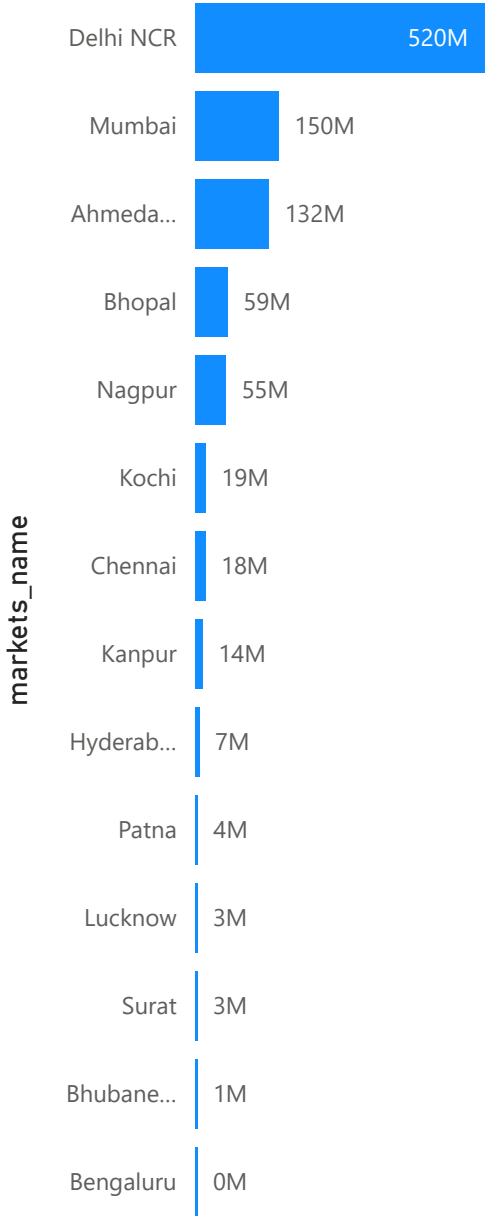 markets_name
Delhi NCR 520M
Mumbai 150M
Ahmeda... 132M
Bhopal 59M
Nagpur 55M
Kochi 19M
Chennai 18M
Kanpur 14M
Hyderab... 7M
Patna 4M
Lucknow 3M
Surat 3M
Bhubane... 1M
Bengaluru 0M